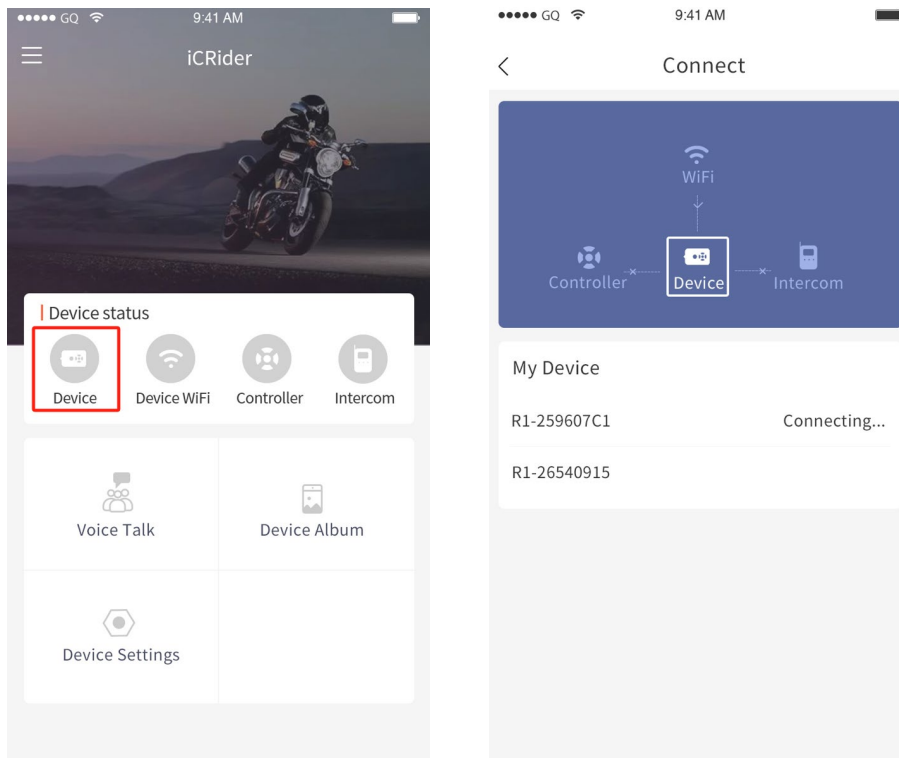 GQ 9:41 AM
iCRider
Device status
Device Device WiFi Controller Intercom
Voice Talk Device Album
Device Settings
GQ 9:41 AM
Connect
WiFi
Controller Device Intercom
My Device
R1-259607C1 Connecting...
R1-26540915